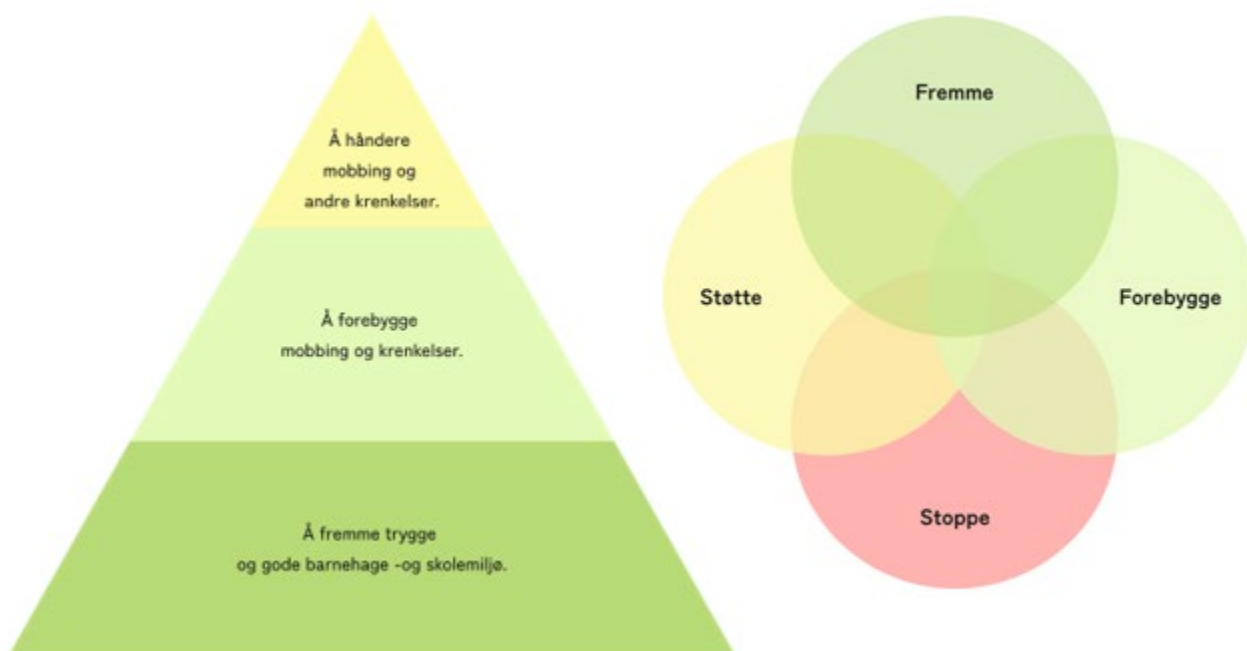 Å håndere
mobbing og
andre krenkelser.
Å forebygge
mobbing og krenkelser.
Å fremme trygge
og gode barnehage -og skolemiljø.
Fremme
Støtte
Forebygge
Stoppe